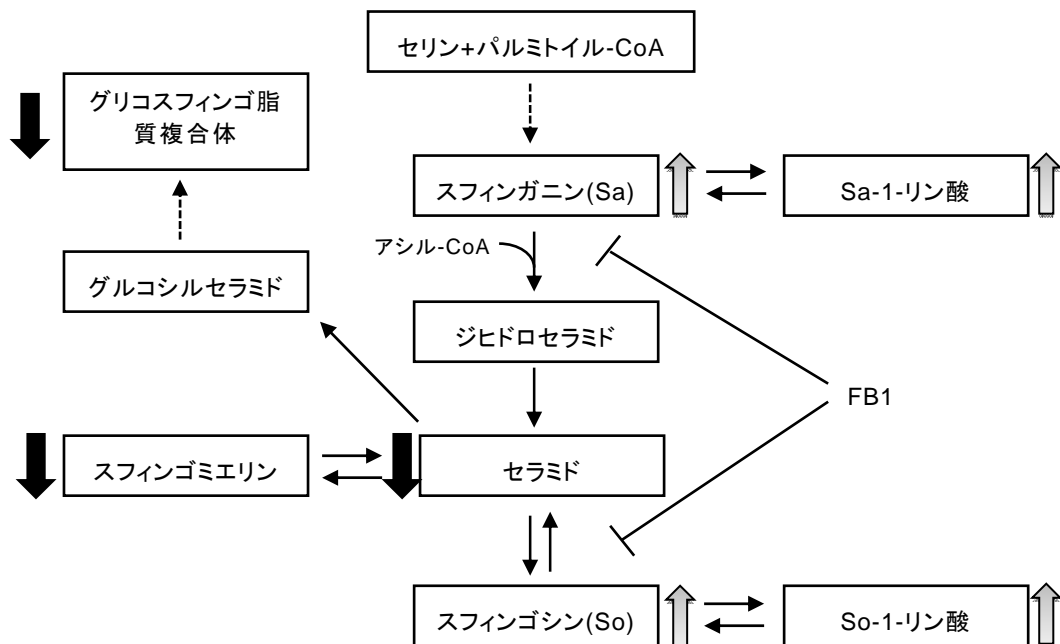 セリン+パルミトイル-CoA
グリコスフィンゴ脂
質複合体
スフィンガニン(Sa)
Sa-1-リン酸
アシル-CoA
グルコシルセラミド
ジヒドロセラミド
FB1
スフィンゴミエリン
セラミド
スフィンゴシン(So)
So-1-リン酸